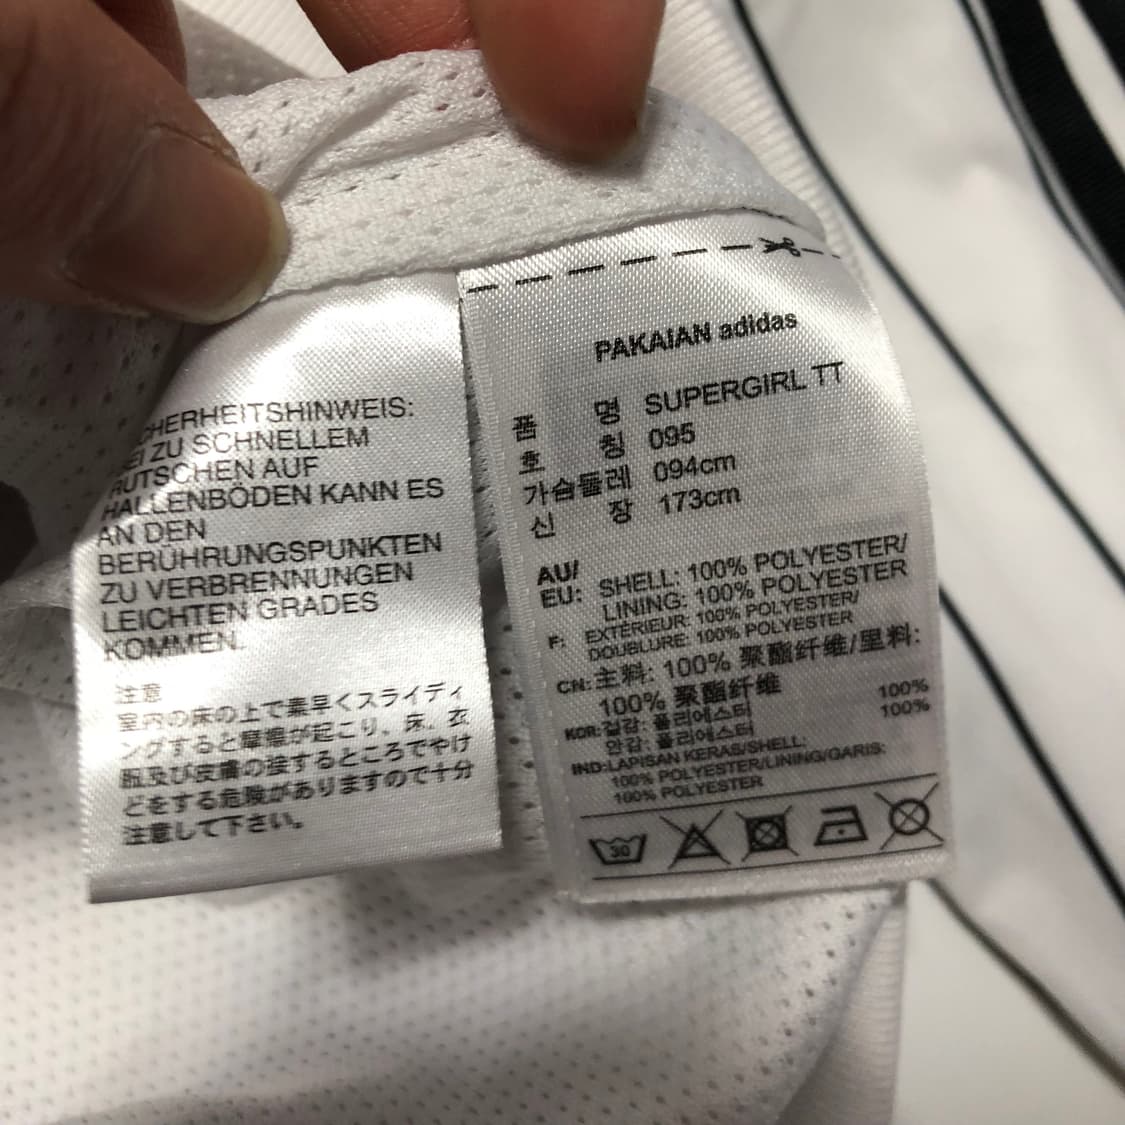 CHERHEITSHINWEIS:
EI ZU SCHNELLEM
RUTSCHEN AUF
HALLENBÖDEN KANN ES
AN DEN
BERÜHRUNGSPUNKTEN
ZU VERBRENNUNGEN
LEICHTEN GRADES
KOMMEN.
注意
室内の床の上で素早くスライディ
ングすると摩擦が起こり、床、衣
服及び皮膚の接するところでやけ
どをする危険がありますので十分
注意して下さい。
PAKAIAN adidas
품 명 SUPERGIRL TT
호 칭 095
가슴둘레 094cm
신 장 173cm
AU/
EU: SHELL: 100% POLYESTER/
LINING: 100% POLYESTER
F: EXTÉRIEUR: 100% POLYESTER/
DOUBLURE: 100% POLYESTER
CN: 主料: 100% 聚酯纤维/里料:
100% 聚酯纤维
KOR: 겉감: 폴리에스터 100%
안감: 폴리에스터 100%
IND: LAPISAN KERAS/SHELL:
100% POLYESTER/LINING/GARIS:
100% POLYESTER
30